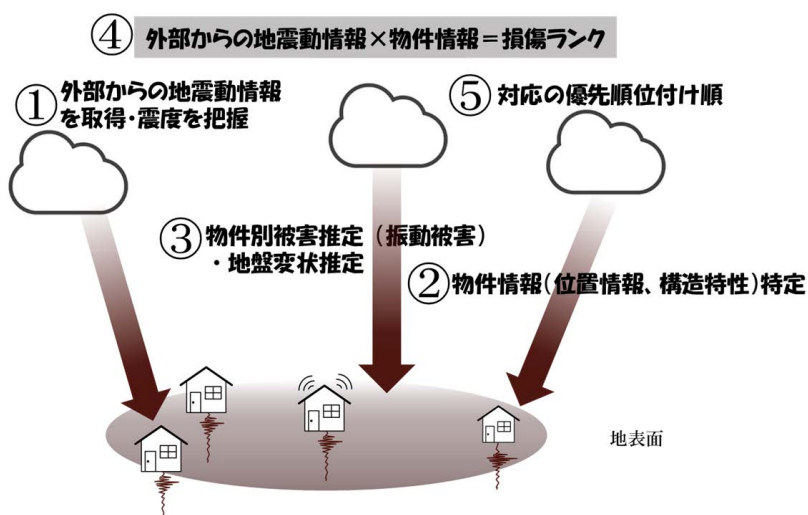 ④ 外部からの地震動情報×物件情報＝損傷ランク
① 外部からの地震動情報
を取得・震度を把握
⑤ 対応の優先順位付け順
③ 物件別被害推定（振動被害）
・地盤変状推定
② 物件情報（位置情報、構造特性）特定
地表面